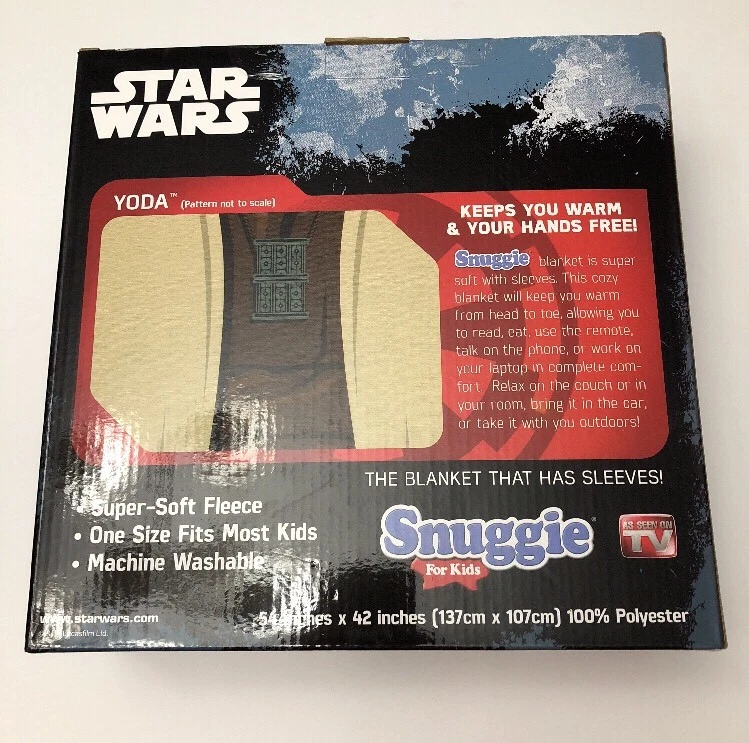 STAR
WARS
YODA™ (Pattern not to scale)
KEEPS YOU WARM
& YOUR HANDS FREE!
Snuggie blanket is super
soft with sleeves. This cozy
blanket will keep you warm
from head to toe, allowing you
to read, eat, use the remote,
talk on the phone, or work on
your laptop in complete com-
fort. Relax on the couch or in
your room, bring it in the car,
or take it with you outdoors!
THE BLANKET THAT HAS SLEEVES!
• Super-Soft Fleece
• One Size Fits Most Kids
• Machine Washable
Snuggie®
For Kids
AS SEEN ON
TV
www.starwars.com
54 inches x 42 inches (137cm x 107cm) 100% Polyester
Lucasfilm Ltd.